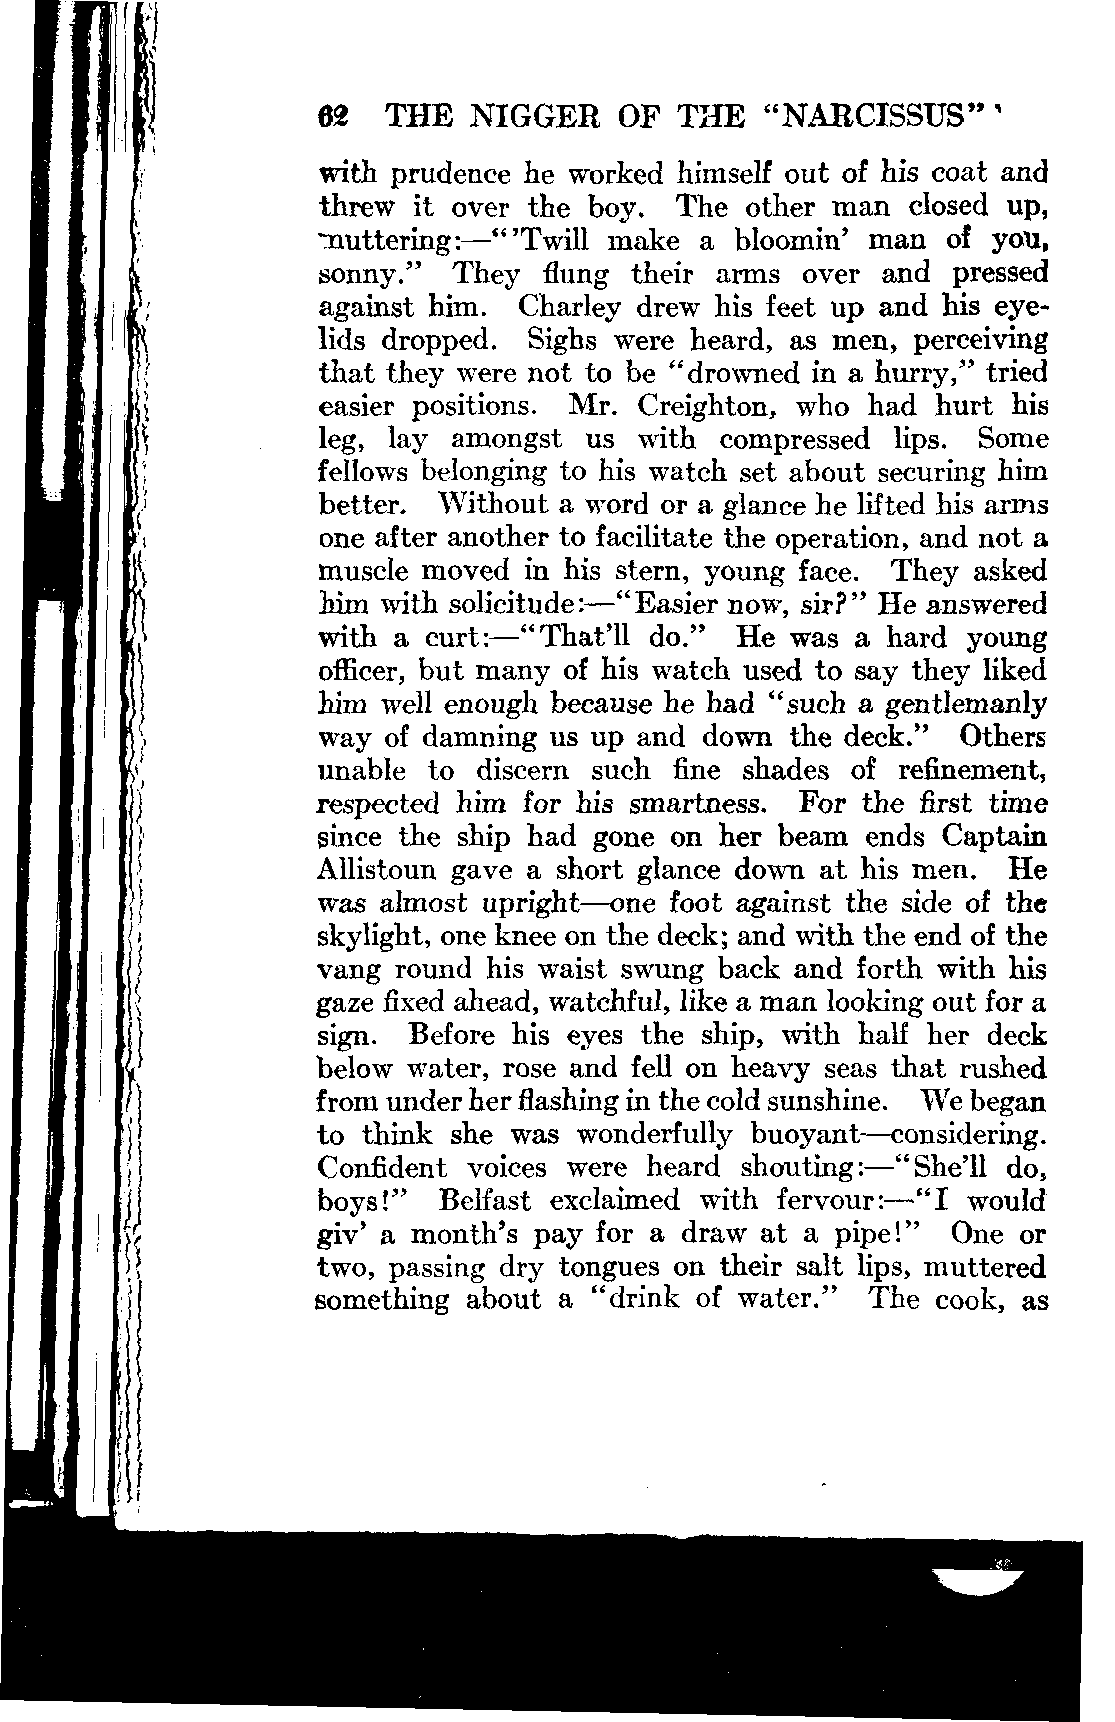 62 THE NIGGER OF THE "NARCISSUS"
with prudence he worked himself out of his coat and
threw it over the boy. The other man closed up,
muttering:—"'Twill make a bloomin' man of you,
sonny." They flung their arms over and pressed
against him. Charley drew his feet up and his eye-
lids dropped. Sighs were heard, as men, perceiving
that they were not to be "drowned in a hurry," tried
easier positions. Mr. Creighton, who had hurt his
leg, lay amongst us with compressed lips. Some
fellows belonging to his watch set about securing him
better. Without a word or a glance he lifted his arms
one after another to facilitate the operation, and not a
muscle moved in his stern, young face. They asked
him with solicitude:—"Easier now, sir?" He answered
with a curt:—"That'll do." He was a hard young
officer, but many of his watch used to say they liked
him well enough because he had "such a gentlemanly
way of damning us up and down the deck." Others
unable to discern such fine shades of refinement,
respected him for his smartness. For the first time
since the ship had gone on her beam ends Captain
Allistoun gave a short glance down at his men. He
was almost upright—one foot against the side of the
skylight, one knee on the deck; and with the end of the
vang round his waist swung back and forth with his
gaze fixed ahead, watchful, like a man looking out for a
sign. Before his eyes the ship, with half her deck
below water, rose and fell on heavy seas that rushed
from under her flashing in the cold sunshine. We began
to think she was wonderfully buoyant—considering.
Confident voices were heard shouting:—"She'll do,
boys!" Belfast exclaimed with fervour:—"I would
giv' a month's pay for a draw at a pipe!" One or
two, passing dry tongues on their salt lips, muttered
something about a "drink of water." The cook, as